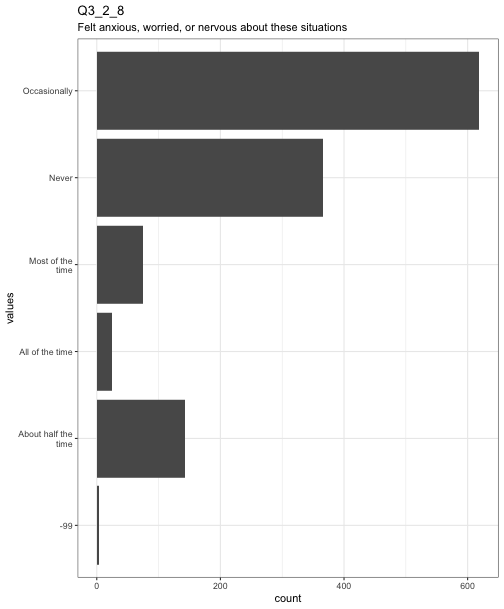 Q3_2_8
Felt anxious, worried, or nervous about these situations
Occasionally
Never
Most of the
time
All of the time
About half the
time
-99
values
0 200 400 600
count